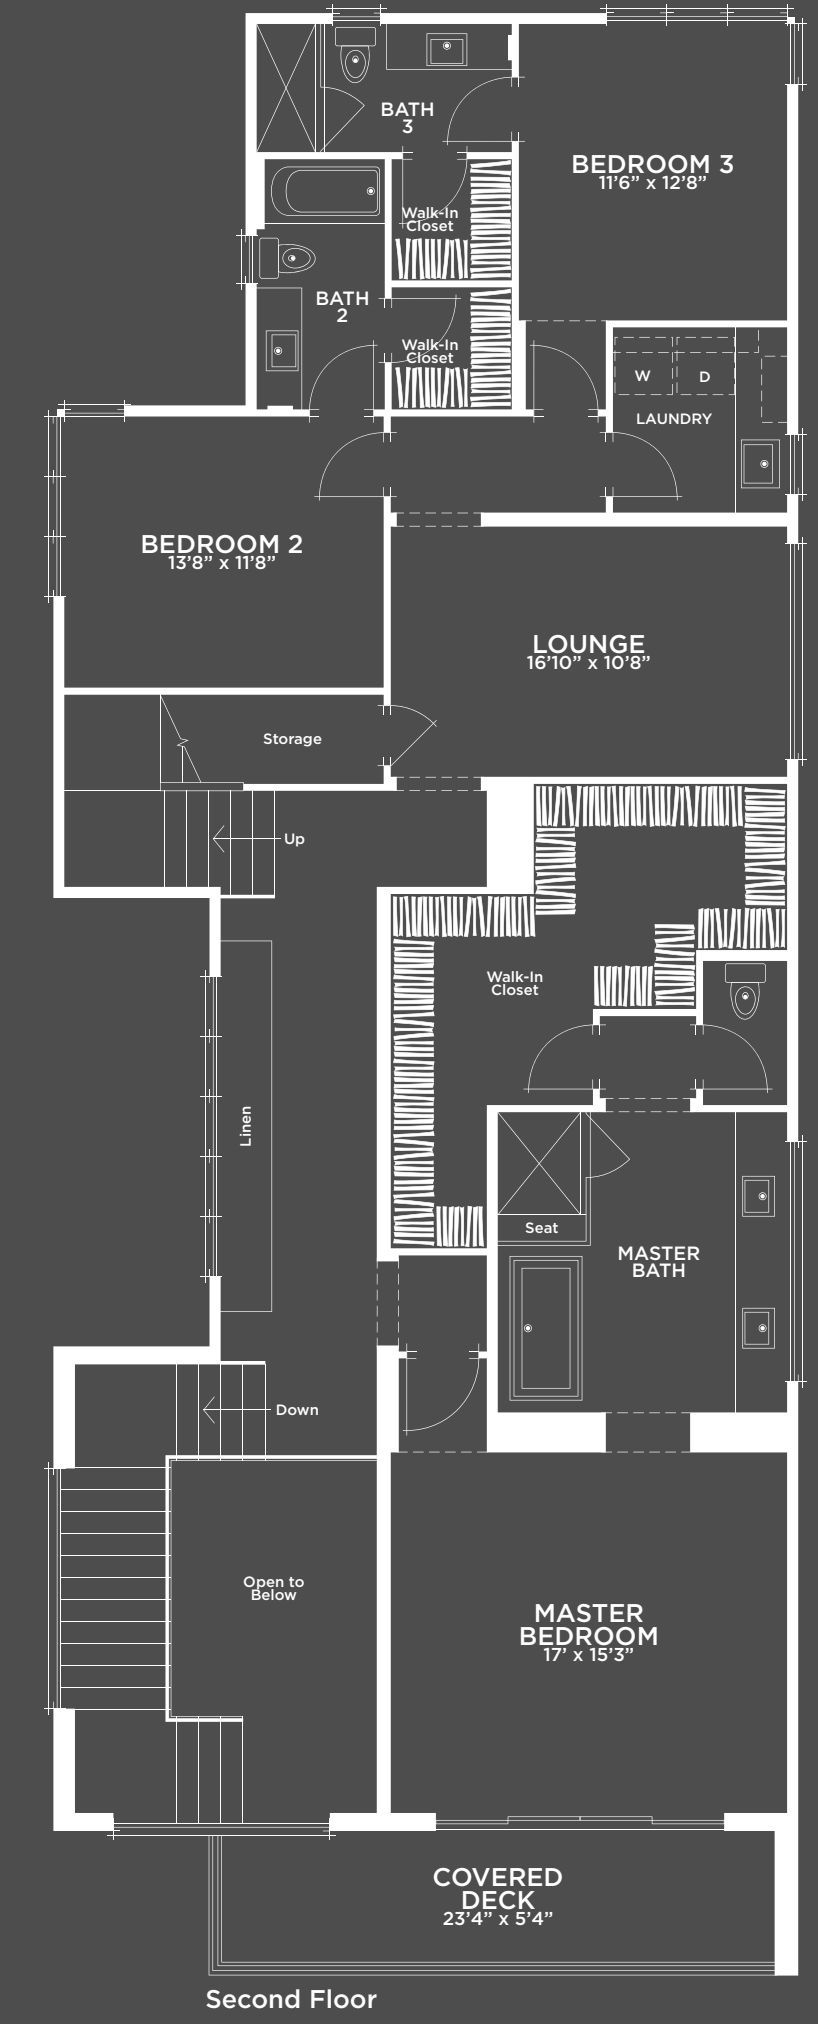 BATH
3
BEDROOM 3
11’6” x 12’8”
Walk-In
Closet
BATH
2
Walk-In
Closet
W
D
LAUNDRY
BEDROOM 2
13’8” x 11’8”
LOUNGE
16’10” x 10’8”
Storage
Up
Walk-In
Closet
Linen
Seat
MASTER
BATH
Down
Open to
Below
MASTER
BEDROOM
17’ x 15’3”
COVERED
DECK
23’4” x 5’4”
Second Floor